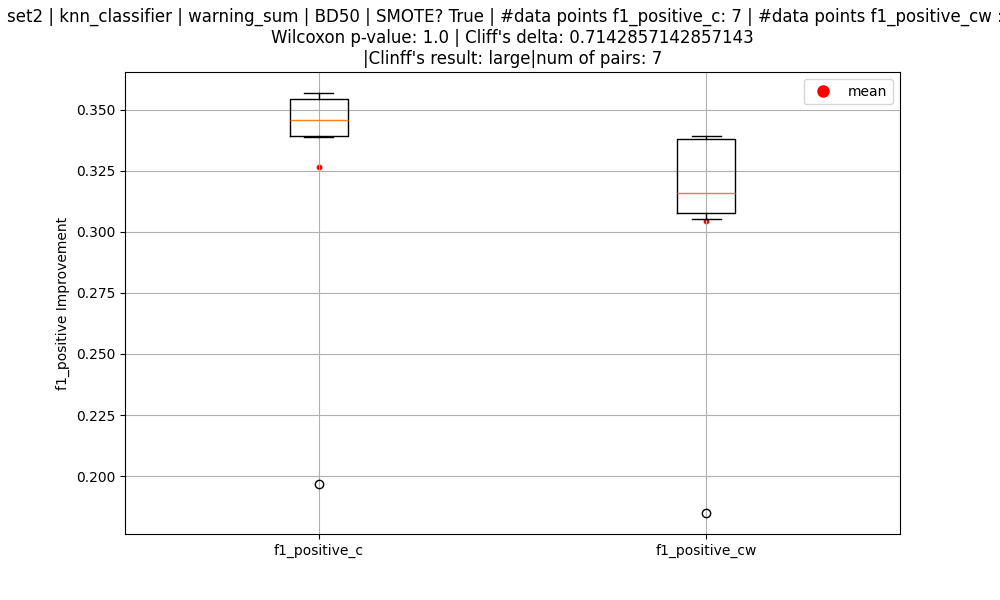 set2 | knn_classifier | warning_sum | BD50 | SMOTE? True | #data points f1_positive_c: 7 | #data points f1_positive_cw :
Wilcoxon p-value: 1.0 | Cliff's delta: 0.7142857142857143
|Clinff's result: large|num of pairs: 7
mean
0.350
0.325
0.300
0.275
0.250
0.225
0.200
f1_positive Improvement
f1_positive_c
f1_positive_cw